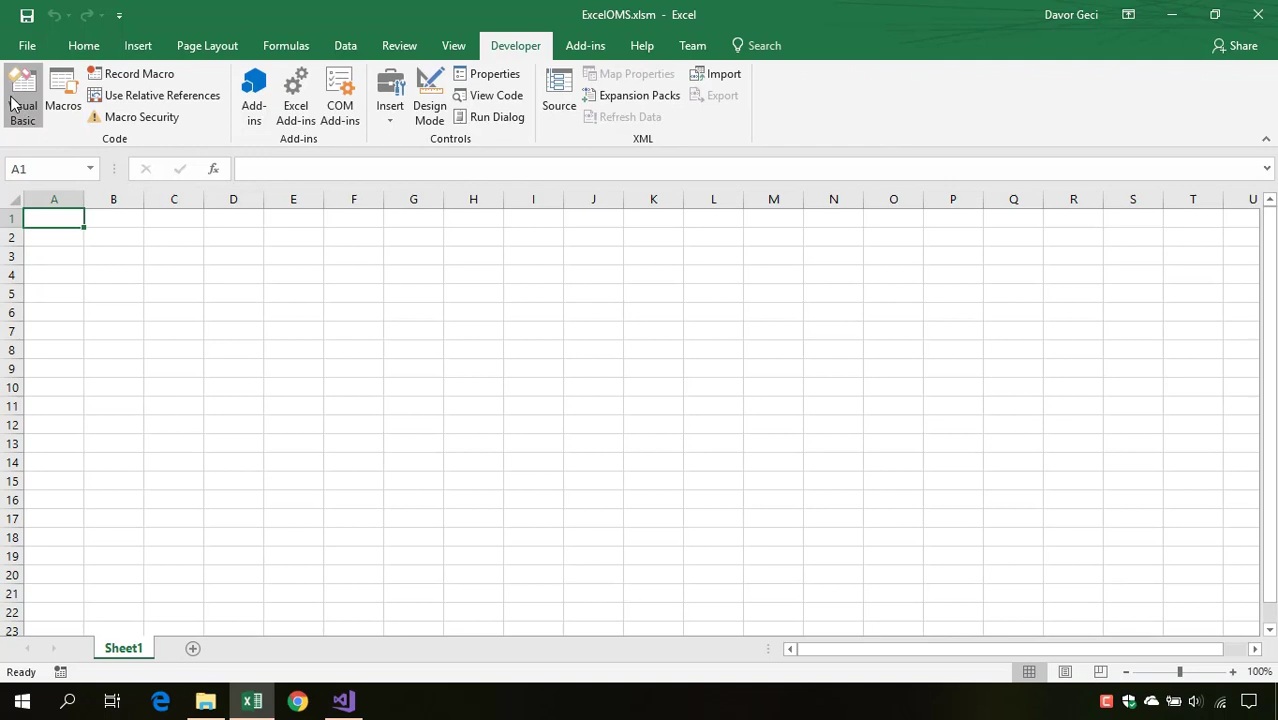 ExcelOMS.xlsm - Excel
Davor Geci
File Home Insert Page Layout Formulas Data Review View Developer Add-ins Help Team Search Share
Visual Basic
Macros
Record Macro
Use Relative References
Macro Security
Code
Add-ins
Excel Add-ins
COM Add-ins
Add-ins
Insert
Design Mode
Properties
View Code
Run Dialog
Controls
Source
Map Properties
Expansion Packs
Refresh Data
Import
Export
XML
A1 fx
A B C D E F G H I J K L M N O P Q R S T U
1
2
3
4
5
6
7
8
9
10
11
12
13
14
15
16
17
18
19
20
21
22
23
Sheet1
Ready 100%